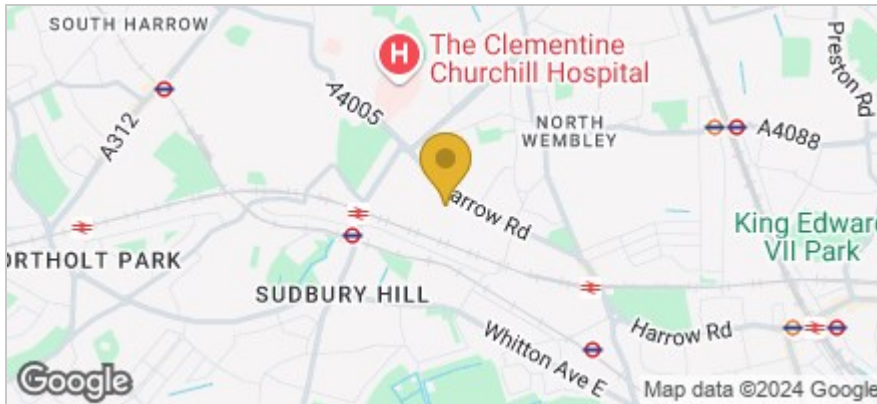 SOUTH HARROW
H
The Clementine
Churchill Hospital
Preston Rd
A4005
A312
NORTH
WEMBLEY
A4088
arrow Rd
King Edward
VII Park
ORTHOLT PARK
SUDBURY HILL
Harrow Rd
Whitton Ave E
Google
Map data ©2024 Google